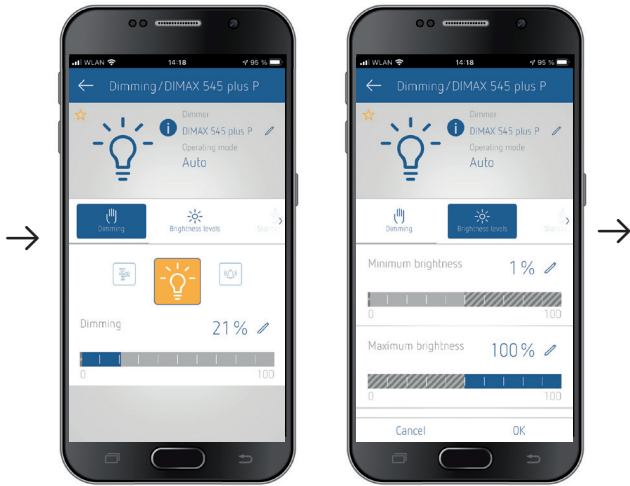 WLAN
14:18
95 %
Dimming/DIMAX 545 plus P
Dimmer
DIMAX 545 plus P
Operating mode
Auto
Dimming
Brightness levels
Dimming
21 %
0
100
WLAN
14:18
95 %
Dimming/DIMAX 545 plus P
Dimmer
DIMAX 545 plus P
Operating mode
Auto
Dimming
Brightness levels
Minimum brightness
1 %
0
100
Maximum brightness
100 %
0
100
Cancel
OK